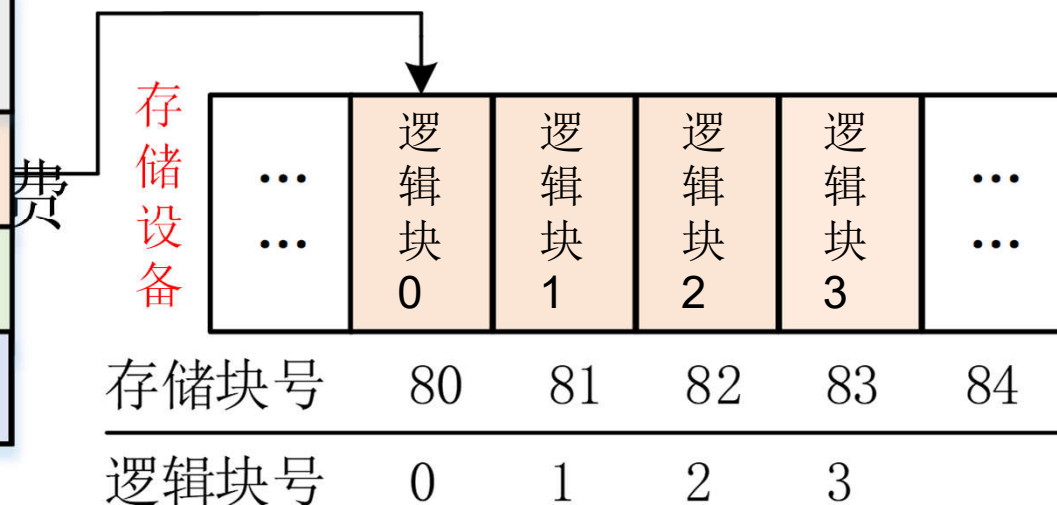 费
存储设备
……
逻辑块0
逻辑块1
逻辑块2
逻辑块3
……
存储块号 80 81 82 83 84
逻辑块号 0 1 2 3